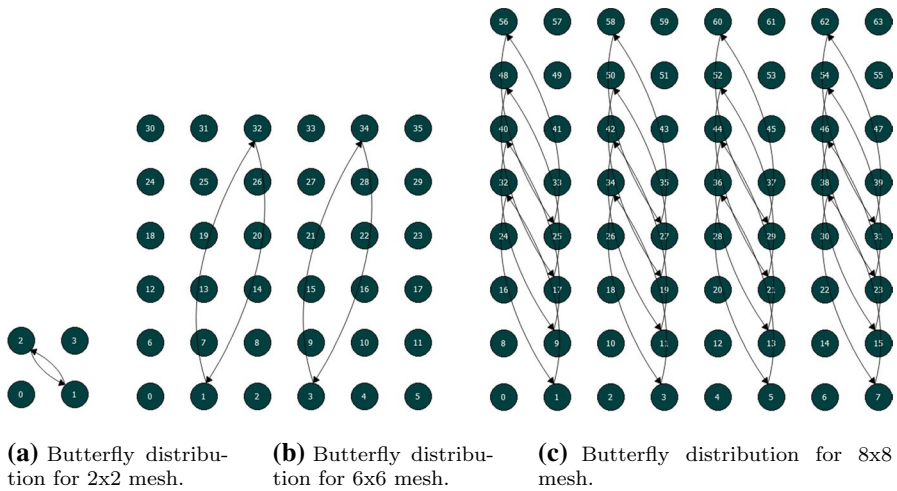 56 57 58 59 60 61 62 63
48 49 50 51 52 53 54 55
30 31 32 33 34 35 40 41 42 43 44 45 46 47
24 25 26 27 28 29 32 33 34 35 36 37 38 39
18 19 20 21 22 23 24 25 26 27 28 29 30 31
12 13 14 15 16 17 16 17 18 19 20 21 22 23
2 3 6 7 8 9 10 11 8 9 10 11 12 13 14 15
0 1 0 1 2 3 4 5 0 1 2 3 4 5 6 7
(a) Butterfly distribu-
tion for 2x2 mesh.
(b) Butterfly distribu-
tion for 6x6 mesh.
(c) Butterfly distribution for 8x8
mesh.